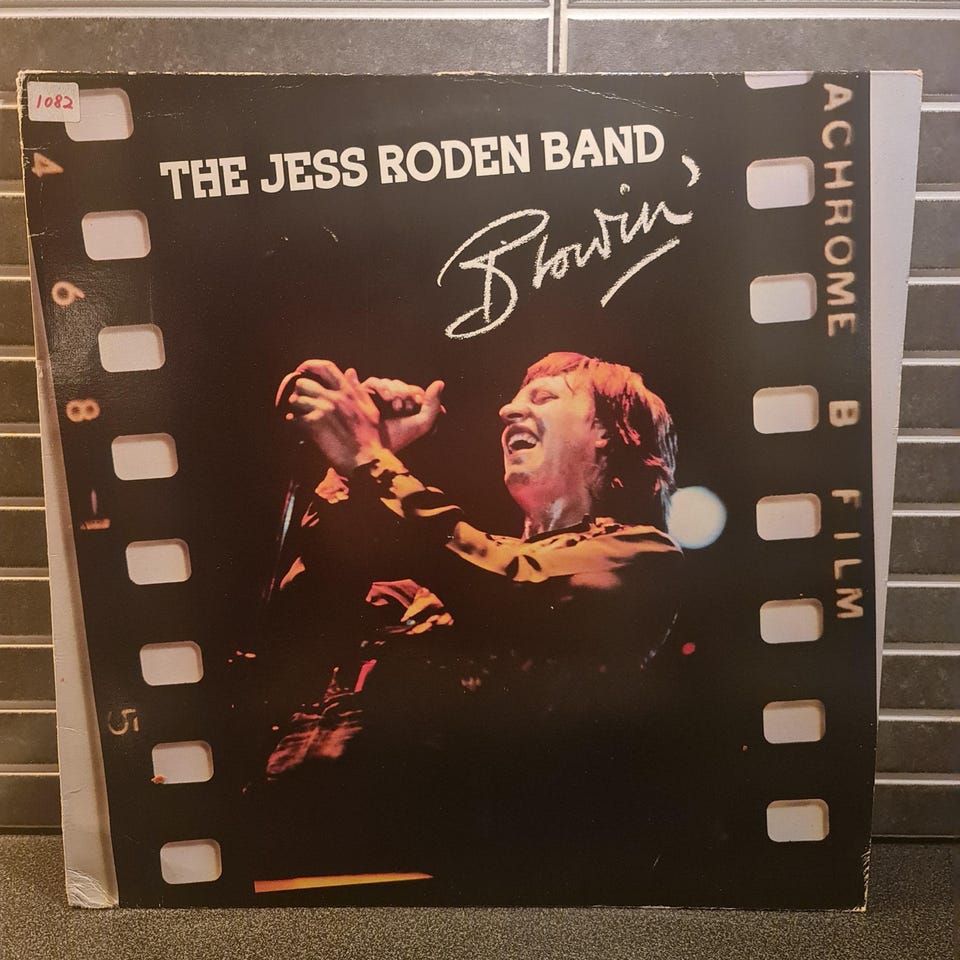 1082
THE JESS RODEN BAND
Blowin'
ACHROME B FILM
4
6
8
1
5